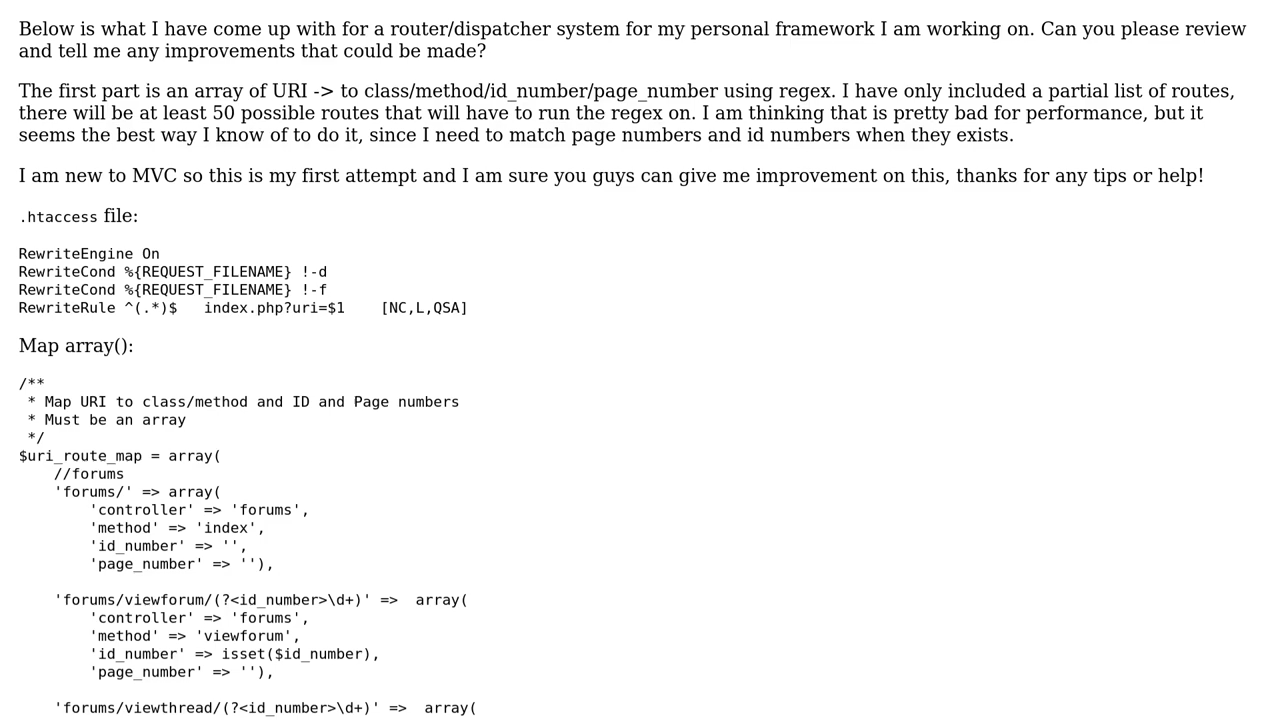 Below is what I have come up with for a router/dispatcher system for my personal framework I am working on. Can you please review
and tell me any improvements that could be made?
The first part is an array of URI -> to class/method/id_number/page_number using regex. I have only included a partial list of routes,
there will be at least 50 possible routes that will have to run the regex on. I am thinking that is pretty bad for performance, but it
seems the best way I know of to do it, since I need to match page numbers and id numbers when they exists.
I am new to MVC so this is my first attempt and I am sure you guys can give me improvement on this, thanks for any tips or help!
.htaccess file:
RewriteEngine On
RewriteCond %{REQUEST_FILENAME} !-d
RewriteCond %{REQUEST_FILENAME} !-f
RewriteRule ^(.*)$   index.php?uri=$1    [NC,L,QSA]
Map array():
/**
 * Map URI to class/method and ID and Page numbers
 * Must be an array
 */
$uri_route_map = array(
    //forums
    'forums/' => array(
        'controller' => 'forums',
        'method' => 'index',
        'id_number' => '',
        'page_number' => ''),
    'forums/viewforum/(?<id_number>\d+)' =>  array(
        'controller' => 'forums',
        'method' => 'viewforum',
        'id_number' => isset($id_number),
        'page_number' => ''),
    'forums/viewthread/(?<id_number>\d+)' =>  array(